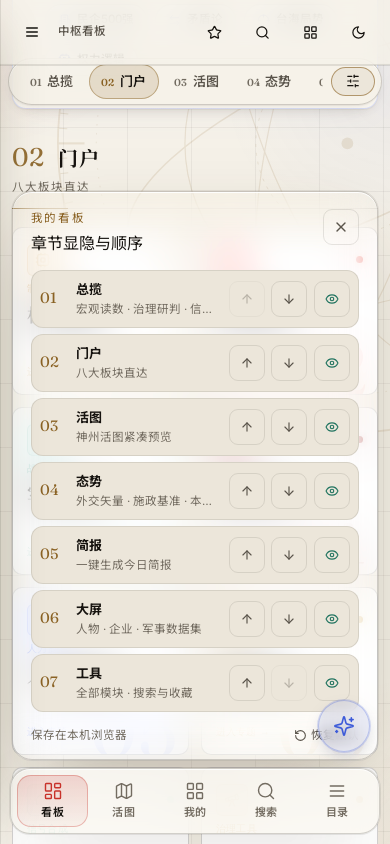 中枢看板
01 总揽 02 门户 03 活图 04 态势
02 门户
八大板块直达
我的看板
章节显隐与顺序
01 总揽
宏观读数 · 治理研判 · 信...
02 门户
八大板块直达
03 活图
神州活图紧凑预览
04 态势
外交矢量 · 施政基准 · 本...
05 简报
一键生成今日简报
06 大屏
人物 · 企业 · 军事数据集
07 工具
全部模块 · 搜索与收藏
保存在本机浏览器
看板 活图 我的 搜索 目录